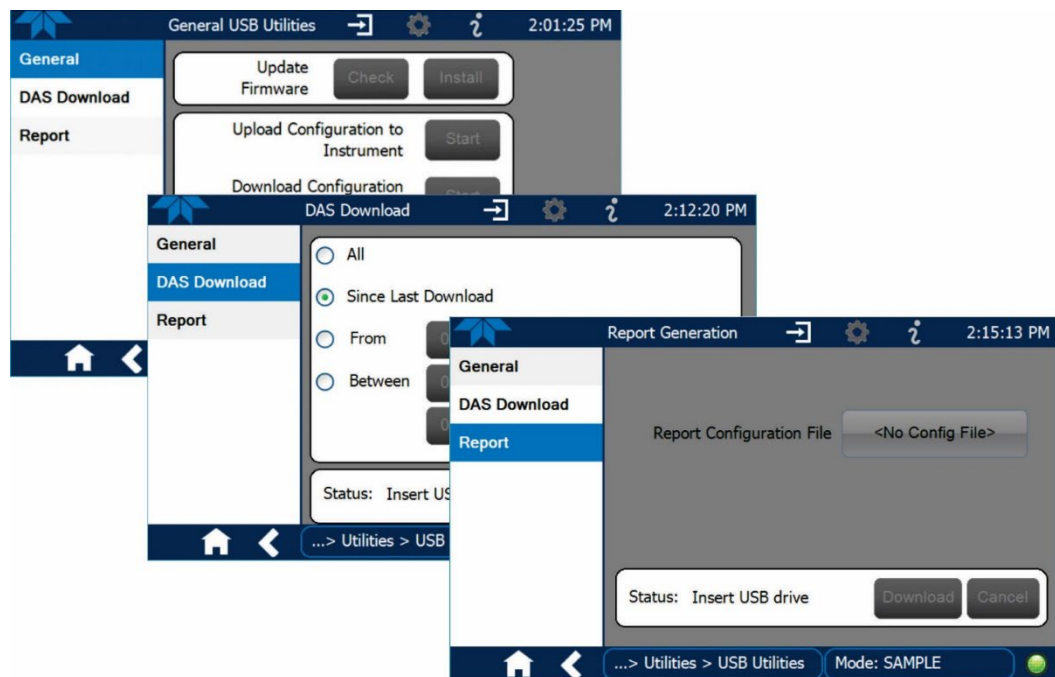 General USB Utilities 2:01:25 PM
General
DAS Download
Report
Update
Firmware
Check
Install
Upload Configuration to
Instrument
Start
Download Configuration
DAS Download 2:12:20 PM
General
DAS Download
Report
All
Since Last Download
From
Between
Status: Insert
...> Utilities > USB
Report Generation 2:15:13 PM
General
DAS Download
Report
Report Configuration File
<No Config File>
Status: Insert USB drive
Download
Cancel
...> Utilities > USB Utilities
Mode: SAMPLE